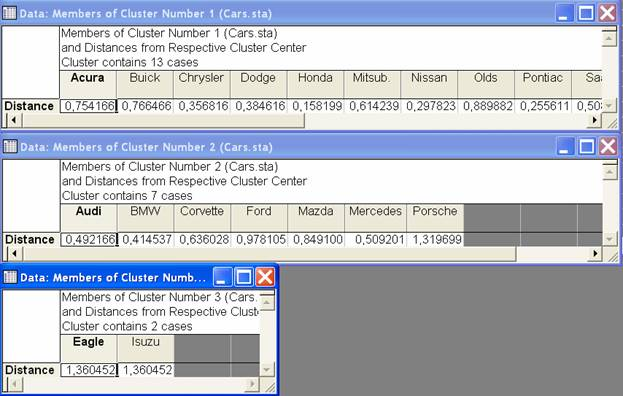 Data: Members of Cluster Number 1 (Cars.sta)
Members of Cluster Number 1 (Cars.sta)
and Distances from Respective Cluster Center
Cluster contains 13 cases
Acura Buick Chrysler Dodge Honda Mitsub. Nissan Olds Pontiac
Distance 0,754166 0,766466 0,356816 0,384616 0,158199 0,614239 0,297823 0,889882 0,255611
Data: Members of Cluster Number 2 (Cars.sta)
Members of Cluster Number 2 (Cars.sta)
and Distances from Respective Cluster Center
Cluster contains 7 cases
Audi BMW Corvette Ford Mazda Mercedes Porsche
Distance 0,492166 0,414537 0,636028 0,978105 0,849100 0,509201 1,319699
Data: Members of Cluster Numb...
Members of Cluster Number 3 (Cars.
and Distances from Respective Clust
Cluster contains 2 cases
Eagle Isuzu
Distance 1,360452 1,360452